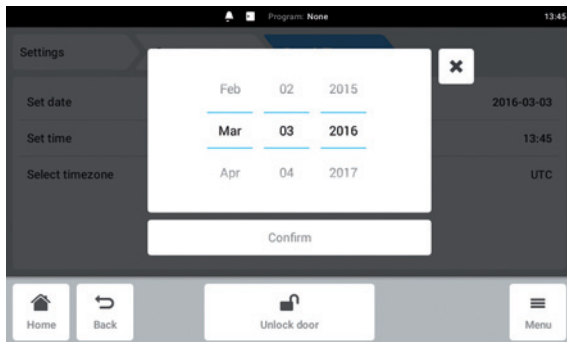 Program: None
13:45
Settings
Feb 02 2015
Set date
2016-03-03
Mar 03 2016
Set time
13:45
Apr 04 2017
Select timezone
UTC
Confirm
Home
Back
Unlock door
Menu